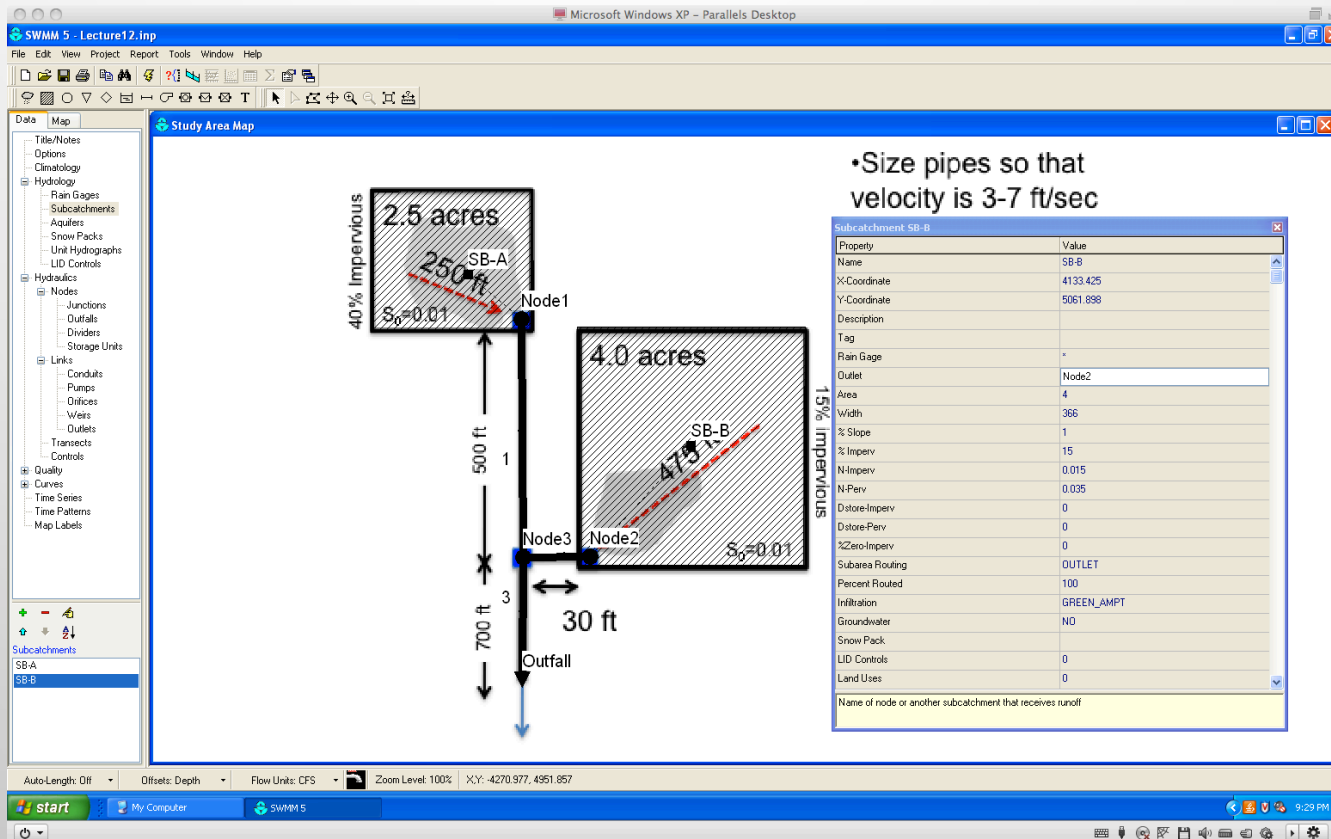 Microsoft Windows XP - Parallels Desktop
SWMM 5 - Lecture12.inp
File Edit View Project Report Tools Window Help
Data Map
Study Area Map
Title/Notes
Options
Climatology
Hydrology
Rain Gages
Subcatchments
Aquifers
Snow Packs
Unit Hydrographs
LID Controls
Hydraulics
Nodes
Junctions
Outfalls
Dividers
Storage Units
Links
Conduits
Pumps
Orifices
Weirs
Outlets
Transects
Controls
Quality
Curves
Time Series
Time Patterns
Map Labels
Subcatchments
SB-A
SB-B
•Size pipes so that
velocity is 3-7 ft/sec
40% Impervious
2.5 acres
SB-A
250 ft
S₀=0.01
Node1
500 ft
1
4.0 acres
SB-B
475 ft
15% Impervious
S₀=0.01
Node3
Node2
30 ft
700 ft
3
Outfall
Subcatchment SB-B
Property Value
Name SB-B
X-Coordinate 4133.425
Y-Coordinate 5061.898
Description
Tag
Rain Gage *
Outlet Node2
Area 4
Width 366
% Slope 1
% Imperv 15
N-Imperv 0.015
N-Perv 0.035
Dstore-Imperv 0
Dstore-Perv 0
%Zero-Imperv 0
Subarea Routing OUTLET
Percent Routed 100
Infiltration GREEN_AMPT
Groundwater NO
Snow Pack
LID Controls 0
Land Uses 0
Name of node or another subcatchment that receives runoff
Auto-Length: Off Offsets: Depth Flow Units: CFS Zoom Level: 100% X,Y: -4270.977, 4951.857
start My Computer SWMM 5 9:29 PM